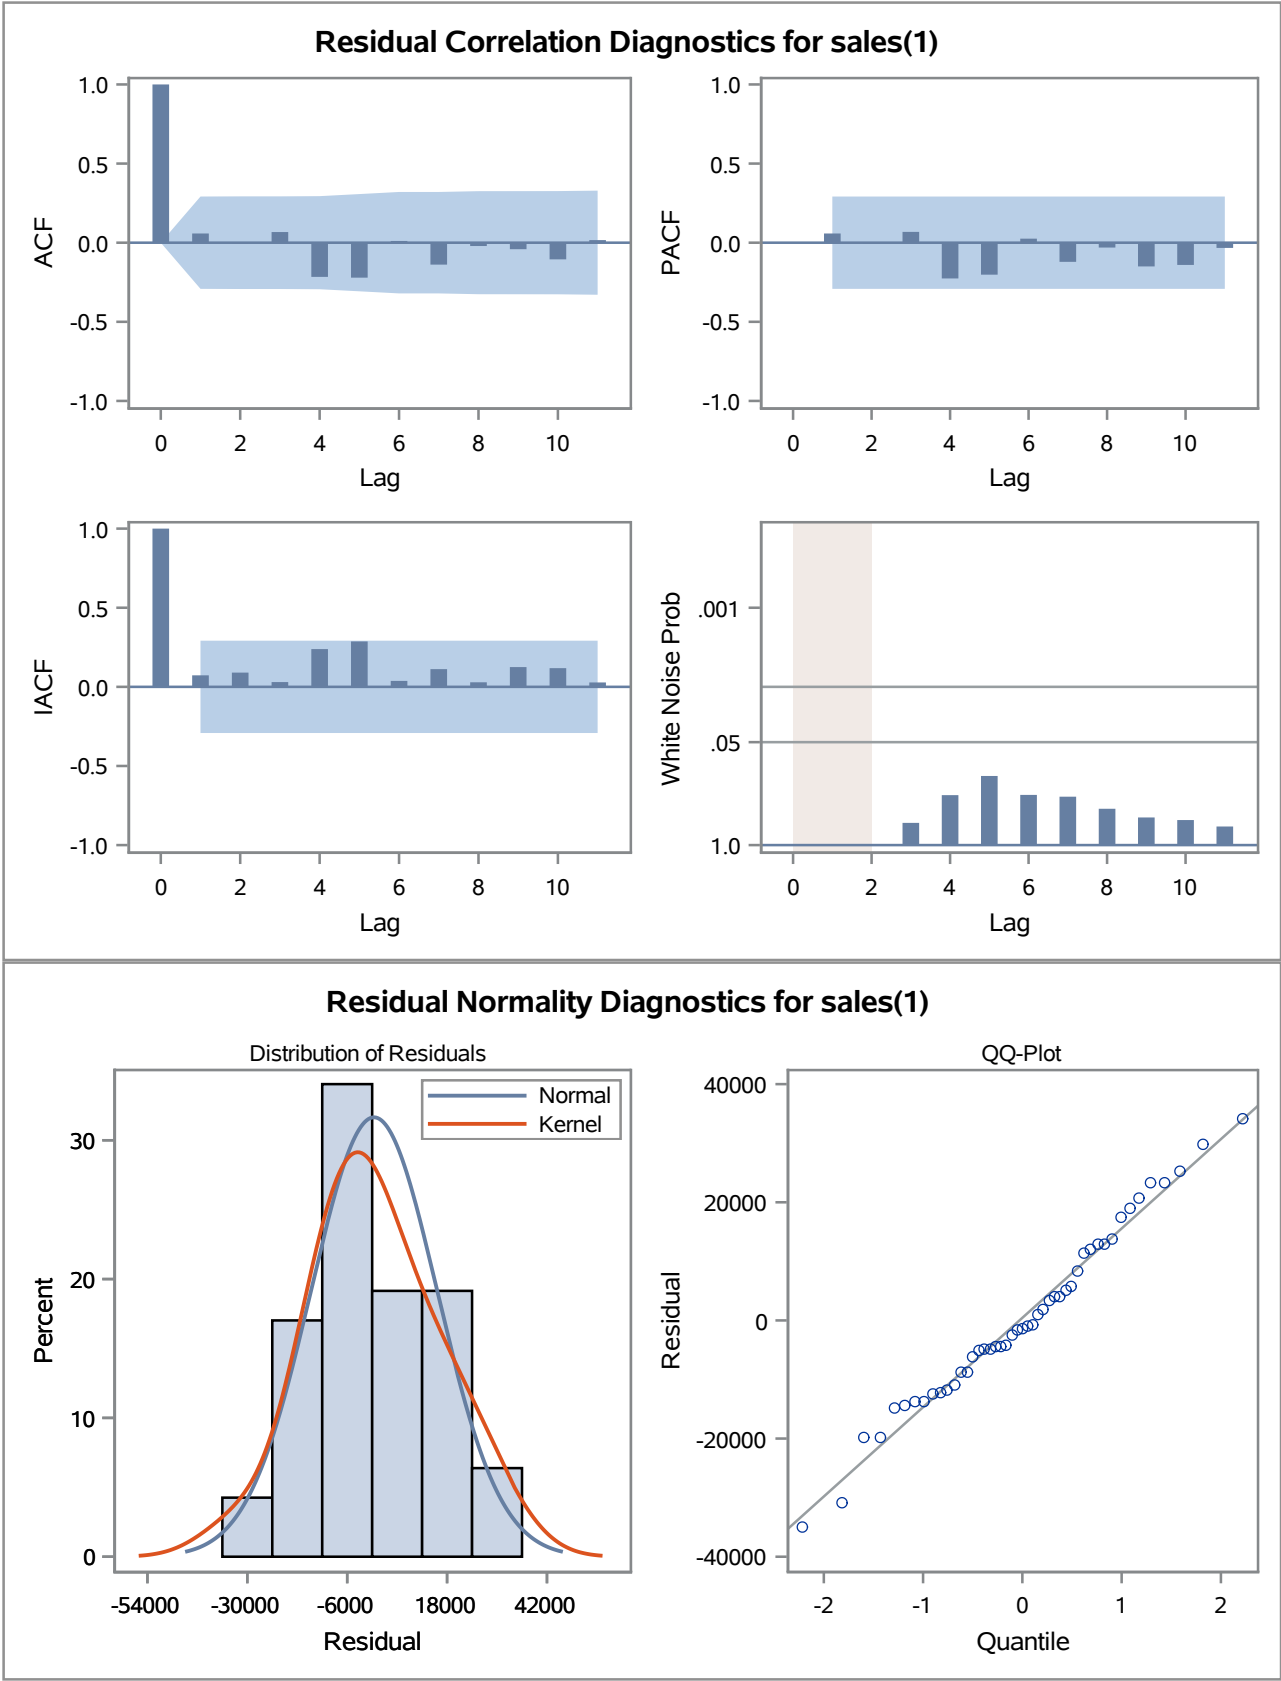 Residual Correlation Diagnostics for sales(1)
1.0
0.5
0.0
-0.5
-1.0
ACF
0 2 4 6 8 10
Lag
1.0
0.5
0.0
-0.5
-1.0
PACF
0 2 4 6 8 10
Lag
1.0
0.5
0.0
-0.5
-1.0
IACF
0 2 4 6 8 10
Lag
.001
.05
1.0
White Noise Prob
0 2 4 6 8 10
Lag
Residual Normality Diagnostics for sales(1)
Distribution of Residuals
Normal
Kernel
30
20
10
0
Percent
-54000 -30000 -6000 18000 42000
Residual
QQ-Plot
40000
20000
0
-20000
-40000
Residual
-2 -1 0 1 2
Quantile